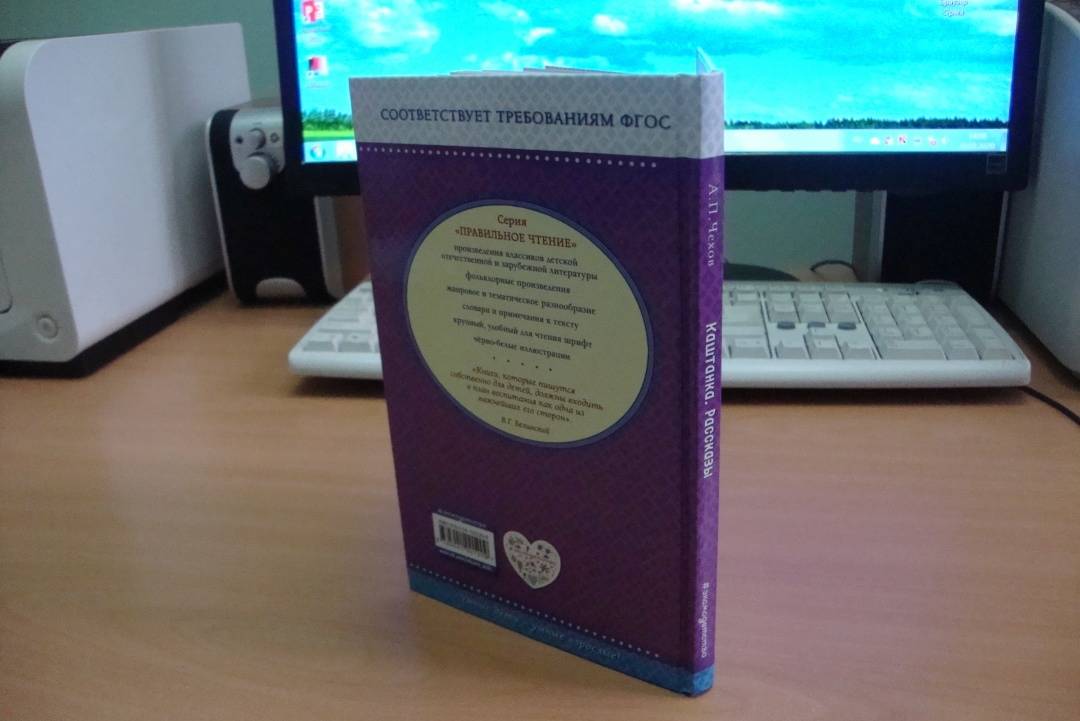 СООТВЕТСТВУЕТ ТРЕБОВАНИЯМ ФГОС
Серия
«ПРАВИЛЬНОЕ ЧТЕНИЕ»
произведения классиков детской
отечественной и зарубежной литературы
фольклорные произведения
жанровое и тематическое разнообразие
словари и примечания к тексту
крупный, удобный для чтения шрифт
чёрно-белые иллюстрации
«Книги, которые пишутся
собственно для детей, должны входить
в план воспитания как одна из
важнейших его сторон».
В.Г. Белинский
А.П. Чехов
Каштанка. Рассказы
#эксмодетство